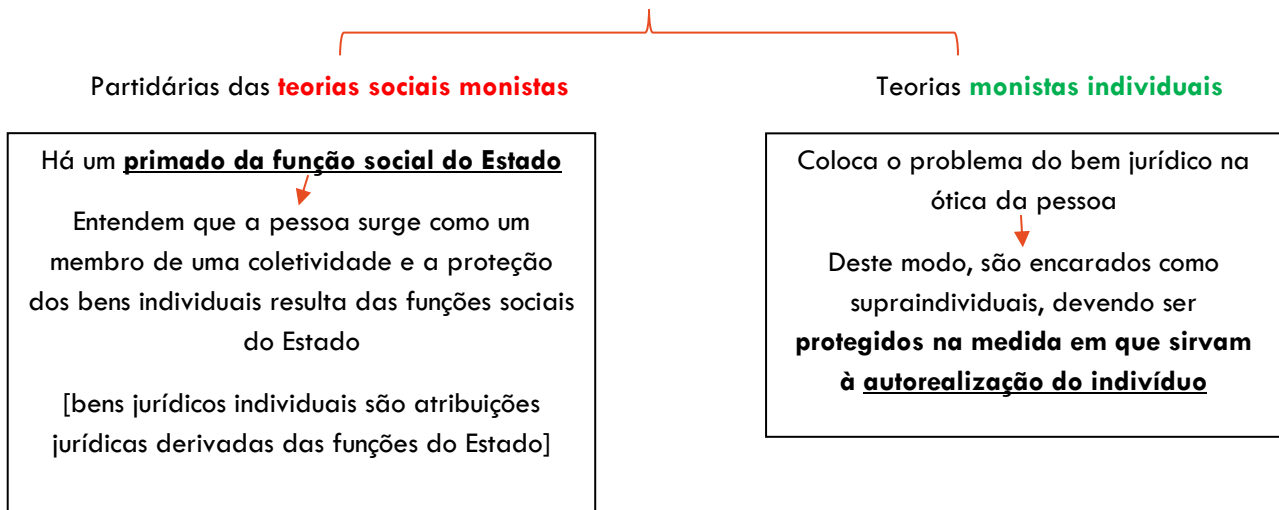 Partidárias das teorias sociais monistas
Há um primado da função social do Estado
Entendem que a pessoa surge como um
membro de uma coletividade e a proteção
dos bens individuais resulta das funções sociais
do Estado
[bens jurídicos individuais são atribuições
jurídicas derivadas das funções do Estado]
Teorias monistas individuais
Coloca o problema do bem jurídico na
ótica da pessoa
Deste modo, são encarados como
supraindividuais, devendo ser
protegidos na medida em que sirvam
à autorealização do indivíduo